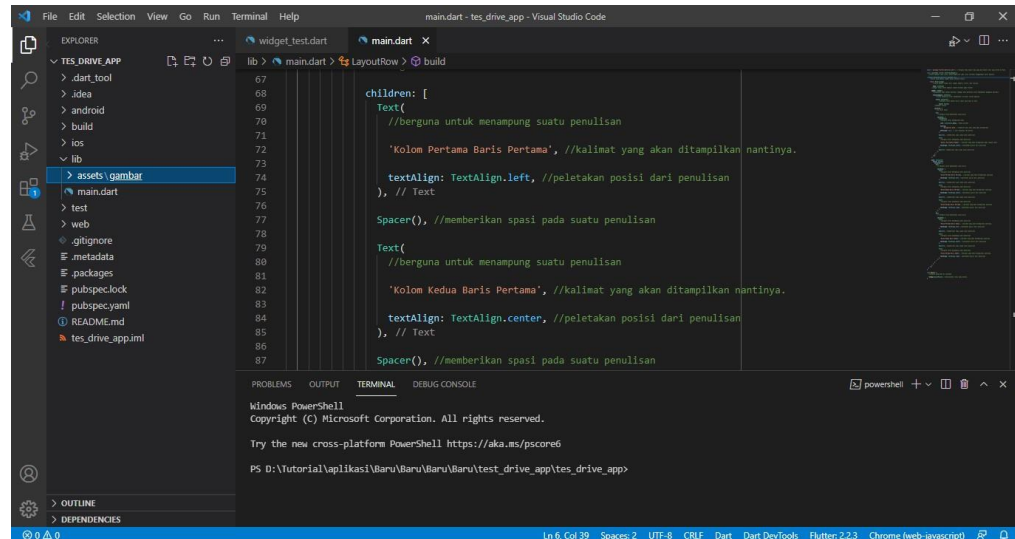 File Edit Selection View Go Run Terminal Help
main.dart - tes_drive_app - Visual Studio Code
EXPLORER
TES_DRIVE_APP
> .dart_tool
> .idea
> android
> build
> ios
lib
> assets\gambar
main.dart
> test
> web
.gitignore
.metadata
.packages
pubspec.lock
pubspec.yaml
README.md
tes_drive_app.iml
> OUTLINE
> DEPENDENCIES
1
widget_test.dart
main.dart
lib > main.dart > LayoutRow > build
67
68 children: [
69 Text(
70 //berguna untuk menampung suatu penulisan
71
72 'Kolom Pertama Baris Pertama', //kalimat yang akan ditampilkan nantinya.
73
74 textAlign: TextAlign.left, //peletakan posisi dari penulisan
75 ), // Text
76
77 Spacer(), //memberikan spasi pada suatu penulisan
78
79 Text(
80 //berguna untuk menampung suatu penulisan
81
82 'Kolom Kedua Baris Pertama', //kalimat yang akan ditampilkan nantinya.
83
84 textAlign: TextAlign.center, //peletakan posisi dari penulisan
85 ), // Text
86
87 Spacer(), //memberikan spasi pada suatu penulisan
PROBLEMS OUTPUT TERMINAL DEBUG CONSOLE
powershell
Windows PowerShell
Copyright (C) Microsoft Corporation. All rights reserved.
Try the new cross-platform PowerShell https://aka.ms/pscore6
PS D:\Tutorial\aplikasi\Baru\Baru\Baru\Baru\test_drive_app\tes_drive_app>
0 0
Ln 6, Col 39 Spaces: 2 UTF-8 CRLF Dart Dart DevTools Flutter: 2.2.3 Chrome (web-javascript)